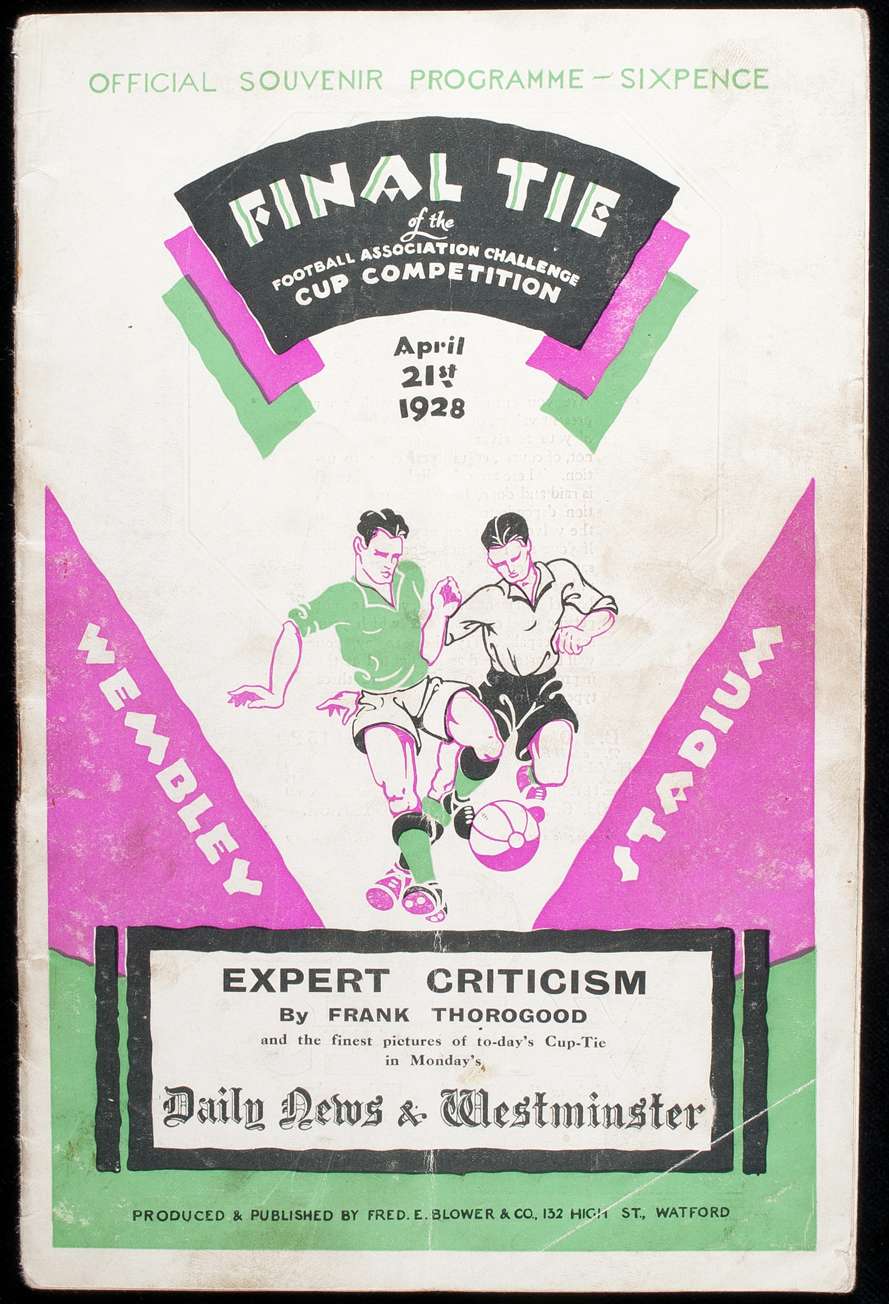 OFFICIAL SOUVENIR PROGRAMME – SIXPENCE
FINAL TIE
of the
FOOTBALL ASSOCIATION CHALLENGE
CUP COMPETITION
April
21st
1928
WEMBLEY
STADIUM
EXPERT CRITICISM
By FRANK THOROGOOD
and the finest pictures of to-day's Cup-Tie
in Monday's
Daily News & Westminster
PRODUCED & PUBLISHED BY FRED. E. BLOWER & CO., 132 HIGH ST., WATFORD